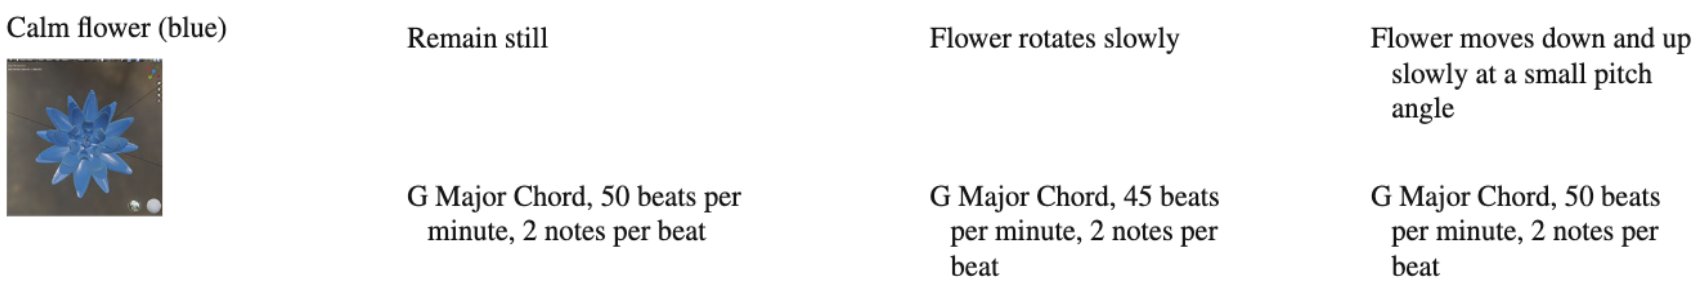 Calm flower (blue)
Remain still
Flower rotates slowly
Flower moves down and up
slowly at a small pitch
angle
G Major Chord, 50 beats per
minute, 2 notes per beat
G Major Chord, 45 beats
per minute, 2 notes per
beat
G Major Chord, 50 beats
per minute, 2 notes per
beat